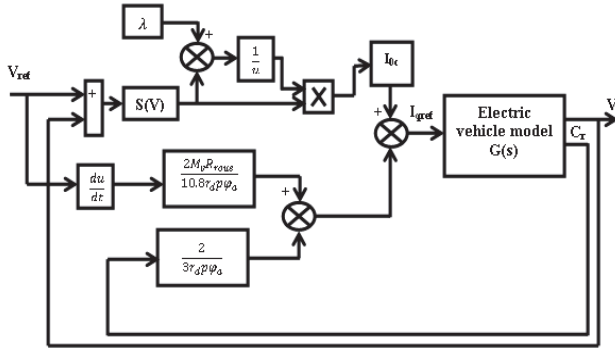 λ
+
1/u
I_0c
V_ref
+
S(V)
X
+
I_qref
Electric
vehicle model
G(s)
V
C_r
du/dt
2M_v R_roue / 10.8 r_d p φ_a
+
2 / 3 r_d p φ_a